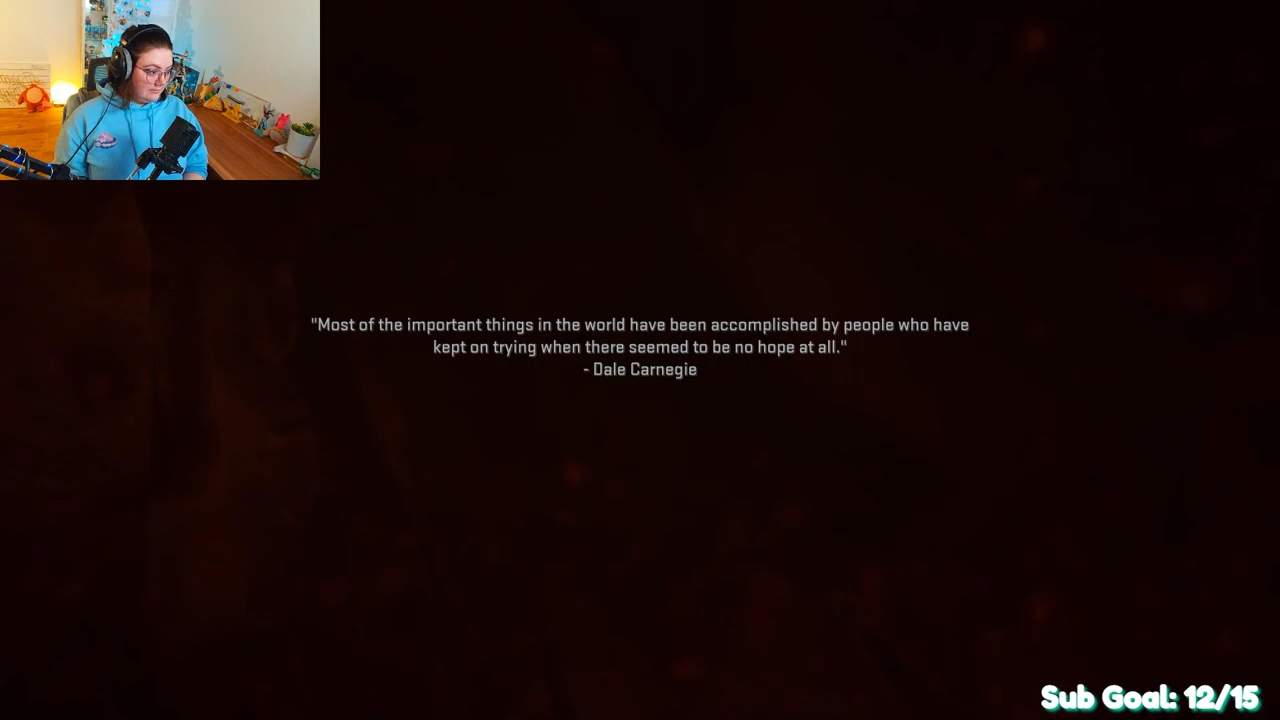 "Most of the important things in the world have been accomplished by people who have
kept on trying when there seemed to be no hope at all."
- Dale Carnegie
Sub Goal: 12/15